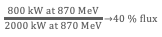 800 kW at 870 MeV
2000 kW at 870 MeV
→40 % flux